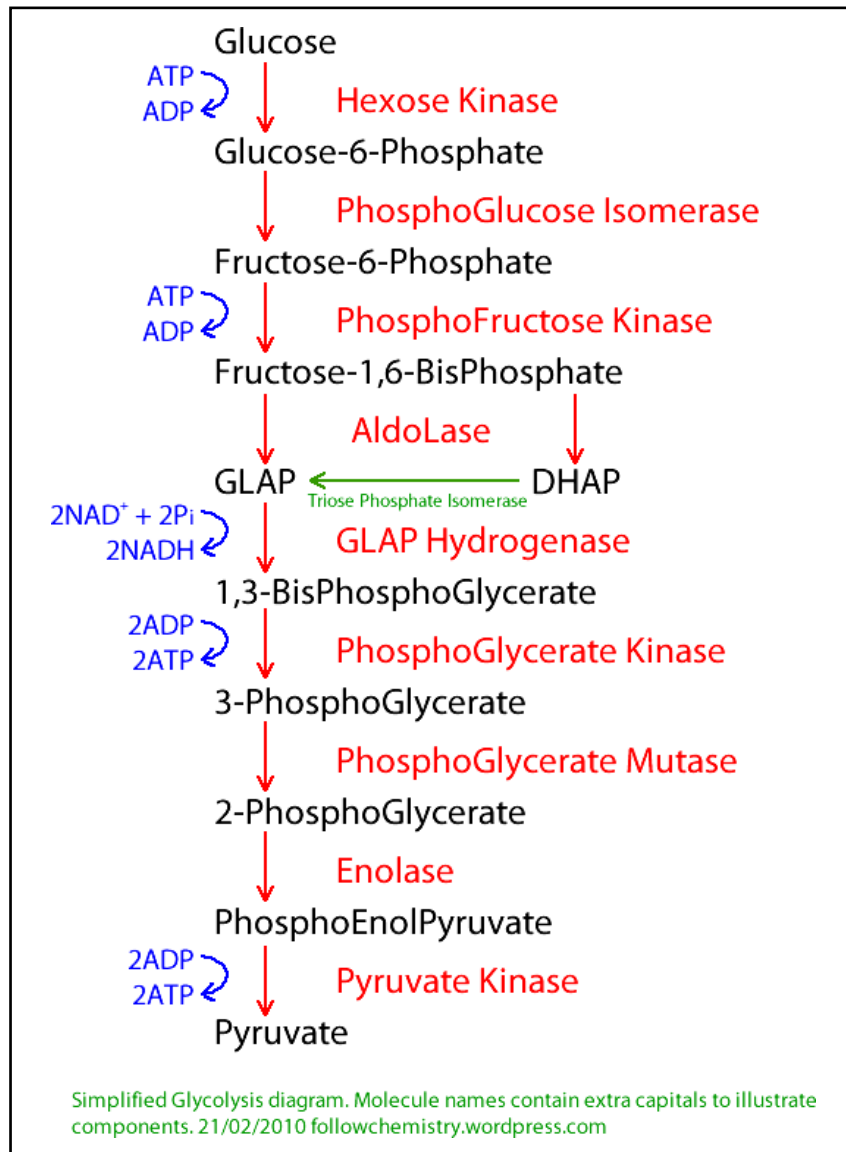 Glucose
ATP
ADP
Hexose Kinase
Glucose-6-Phosphate
PhosphoGlucose Isomerase
Fructose-6-Phosphate
ATP
ADP
PhosphoFructose Kinase
Fructose-1,6-BisPhosphate
AldoLase
GLAP
DHAP
Triose Phosphate Isomerase
2NAD⁺ + 2Pi
2NADH
GLAP Hydrogenase
1,3-BisPhosphoGlycerate
2ADP
2ATP
PhosphoGlycerate Kinase
3-PhosphoGlycerate
PhosphoGlycerate Mutase
2-PhosphoGlycerate
Enolase
PhosphoEnolPyruvate
2ADP
2ATP
Pyruvate Kinase
Pyruvate
Simplified Glycolysis diagram. Molecule names contain extra capitals to illustrate
components. 21/02/2010 followchemistry.wordpress.com